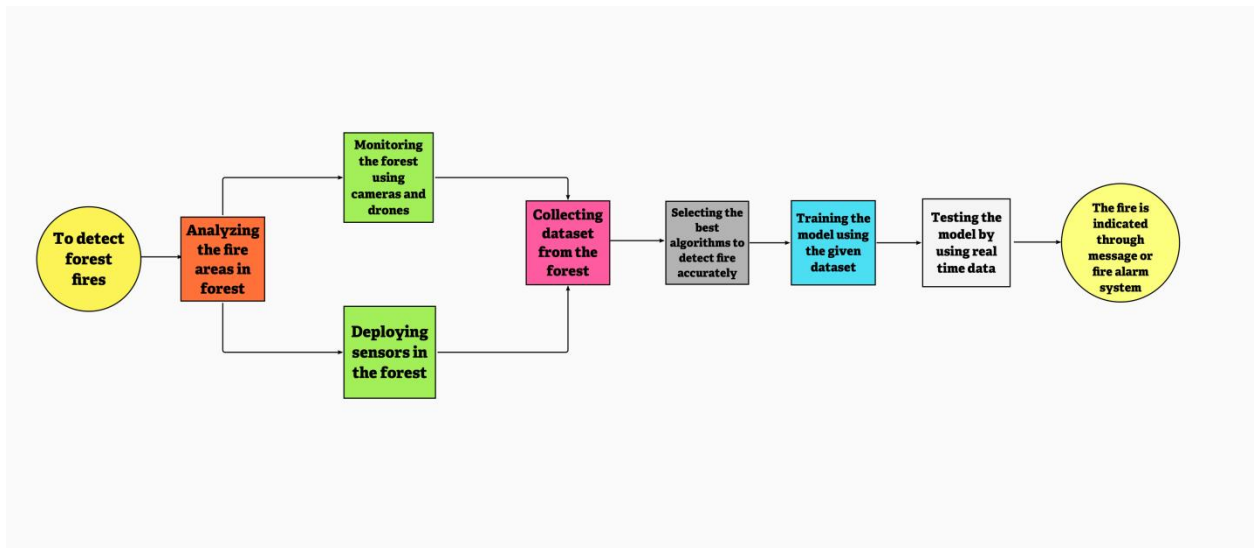 To detect
forest
fires
Analyzing
the fire
areas in
forest
Monitoring
the forest
using
cameras and
drones
Deploying
sensors in
the forest
Collecting
dataset
from the
forest
Selecting the
best
algorithms to
detect fire
accurately
Training the
model using
the given
dataset
Testing the
model by
using real
time data
The fire is
indicated
through
message or
fire alarm
system